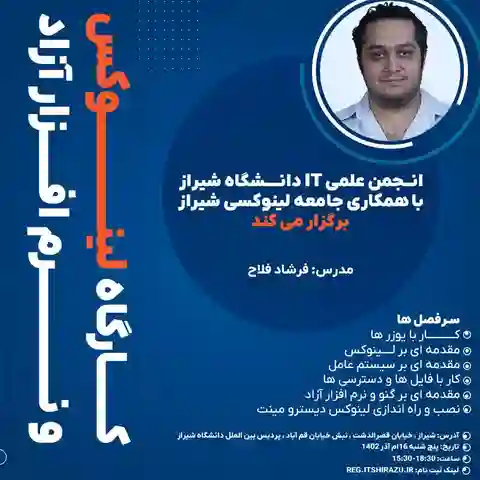 کارگاه لینوکس
و نرم افزار آزاد
انجمن علمی IT دانشگاه شیراز
با همکاری جامعه لینوکسی شیراز
برگزار می کند
مدرس: فرشاد فلاح
سرفصل ها
کار با یوزر ها
مقدمه ای بر لینوکس
مقدمه ای بر سیستم عامل
کار با فایل ها و دسترسی ها
مقدمه ای بر گنو و نرم افزار آزاد
نصب و راه اندازی لینوکس دیسترو مینت
آدرس: شیراز ، خیابان قصرالدشت ، نبش خیابان قم آباد ، پردیس بین الملل دانشگاه شیراز
تاریخ: پنج شنبه 16ام آذر 1402
ساعت: 18:30-15:30
لینک ثبت نام: REG.ITSHIRAZU.IR